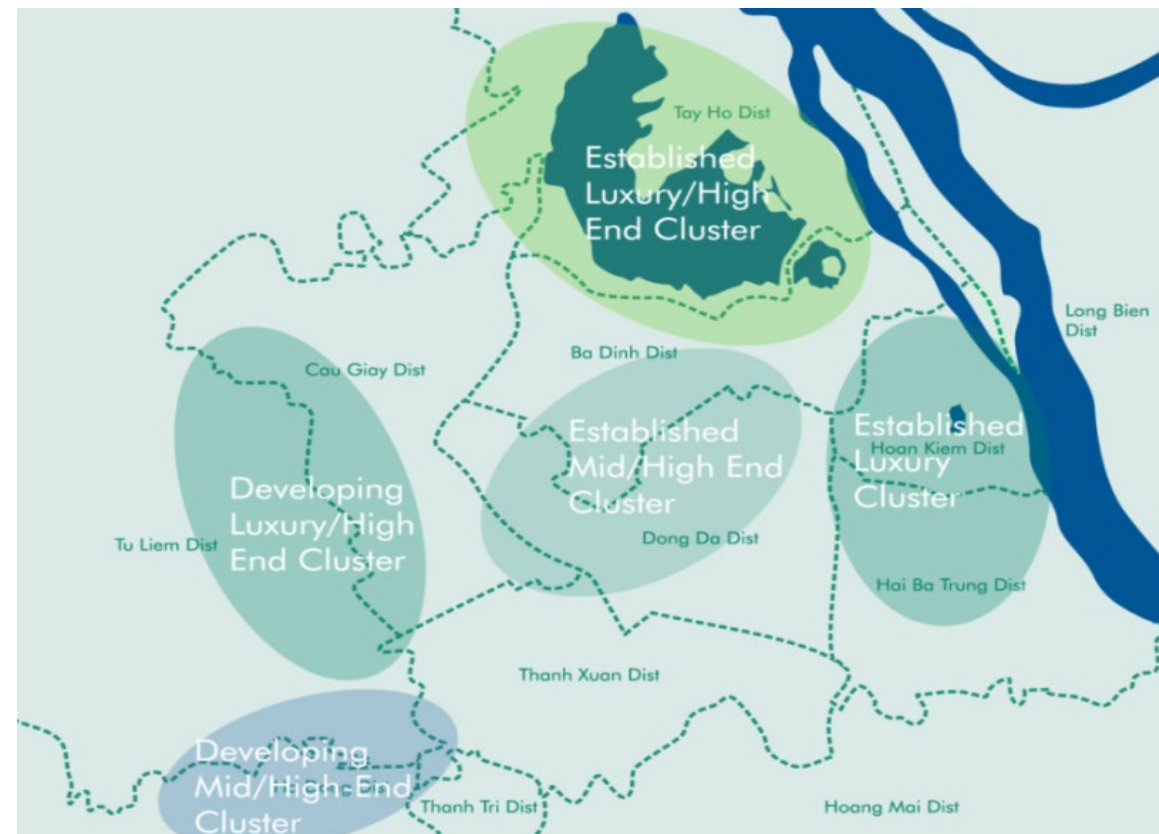 Tay Ho Dist
Established
Luxury/High
End Cluster
Long Bien
Dist
Ba Dinh Dist
Cau Giay Dist
Established
Mid/High End
Cluster
Established
Luxury
Cluster
Hoan Kiem Dist
Developing
Luxury/High
End Cluster
Tu Liem Dist
Dong Da Dist
Hai Ba Trung Dist
Thanh Xuan Dist
Developing
Mid/High-End
Cluster
Thanh Tri Dist
Hoang Mai Dist